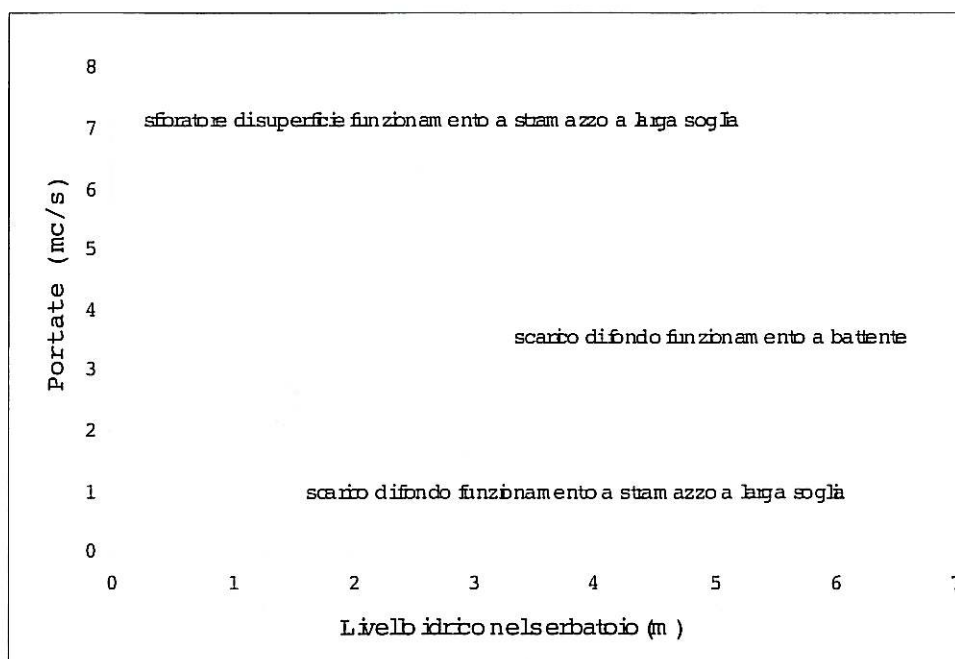 8
sfioratore di superficie funzionamento a stramazzo a larga soglia
7
6
5
4
scarico di fondo funzionamento a battente
3
2
scarico di fondo funzionamento a stramazzo a larga soglia
1
0
Portate (mc/s)
0 1 2 3 4 5 6 7
Livello idrico nel serbatoio (m)